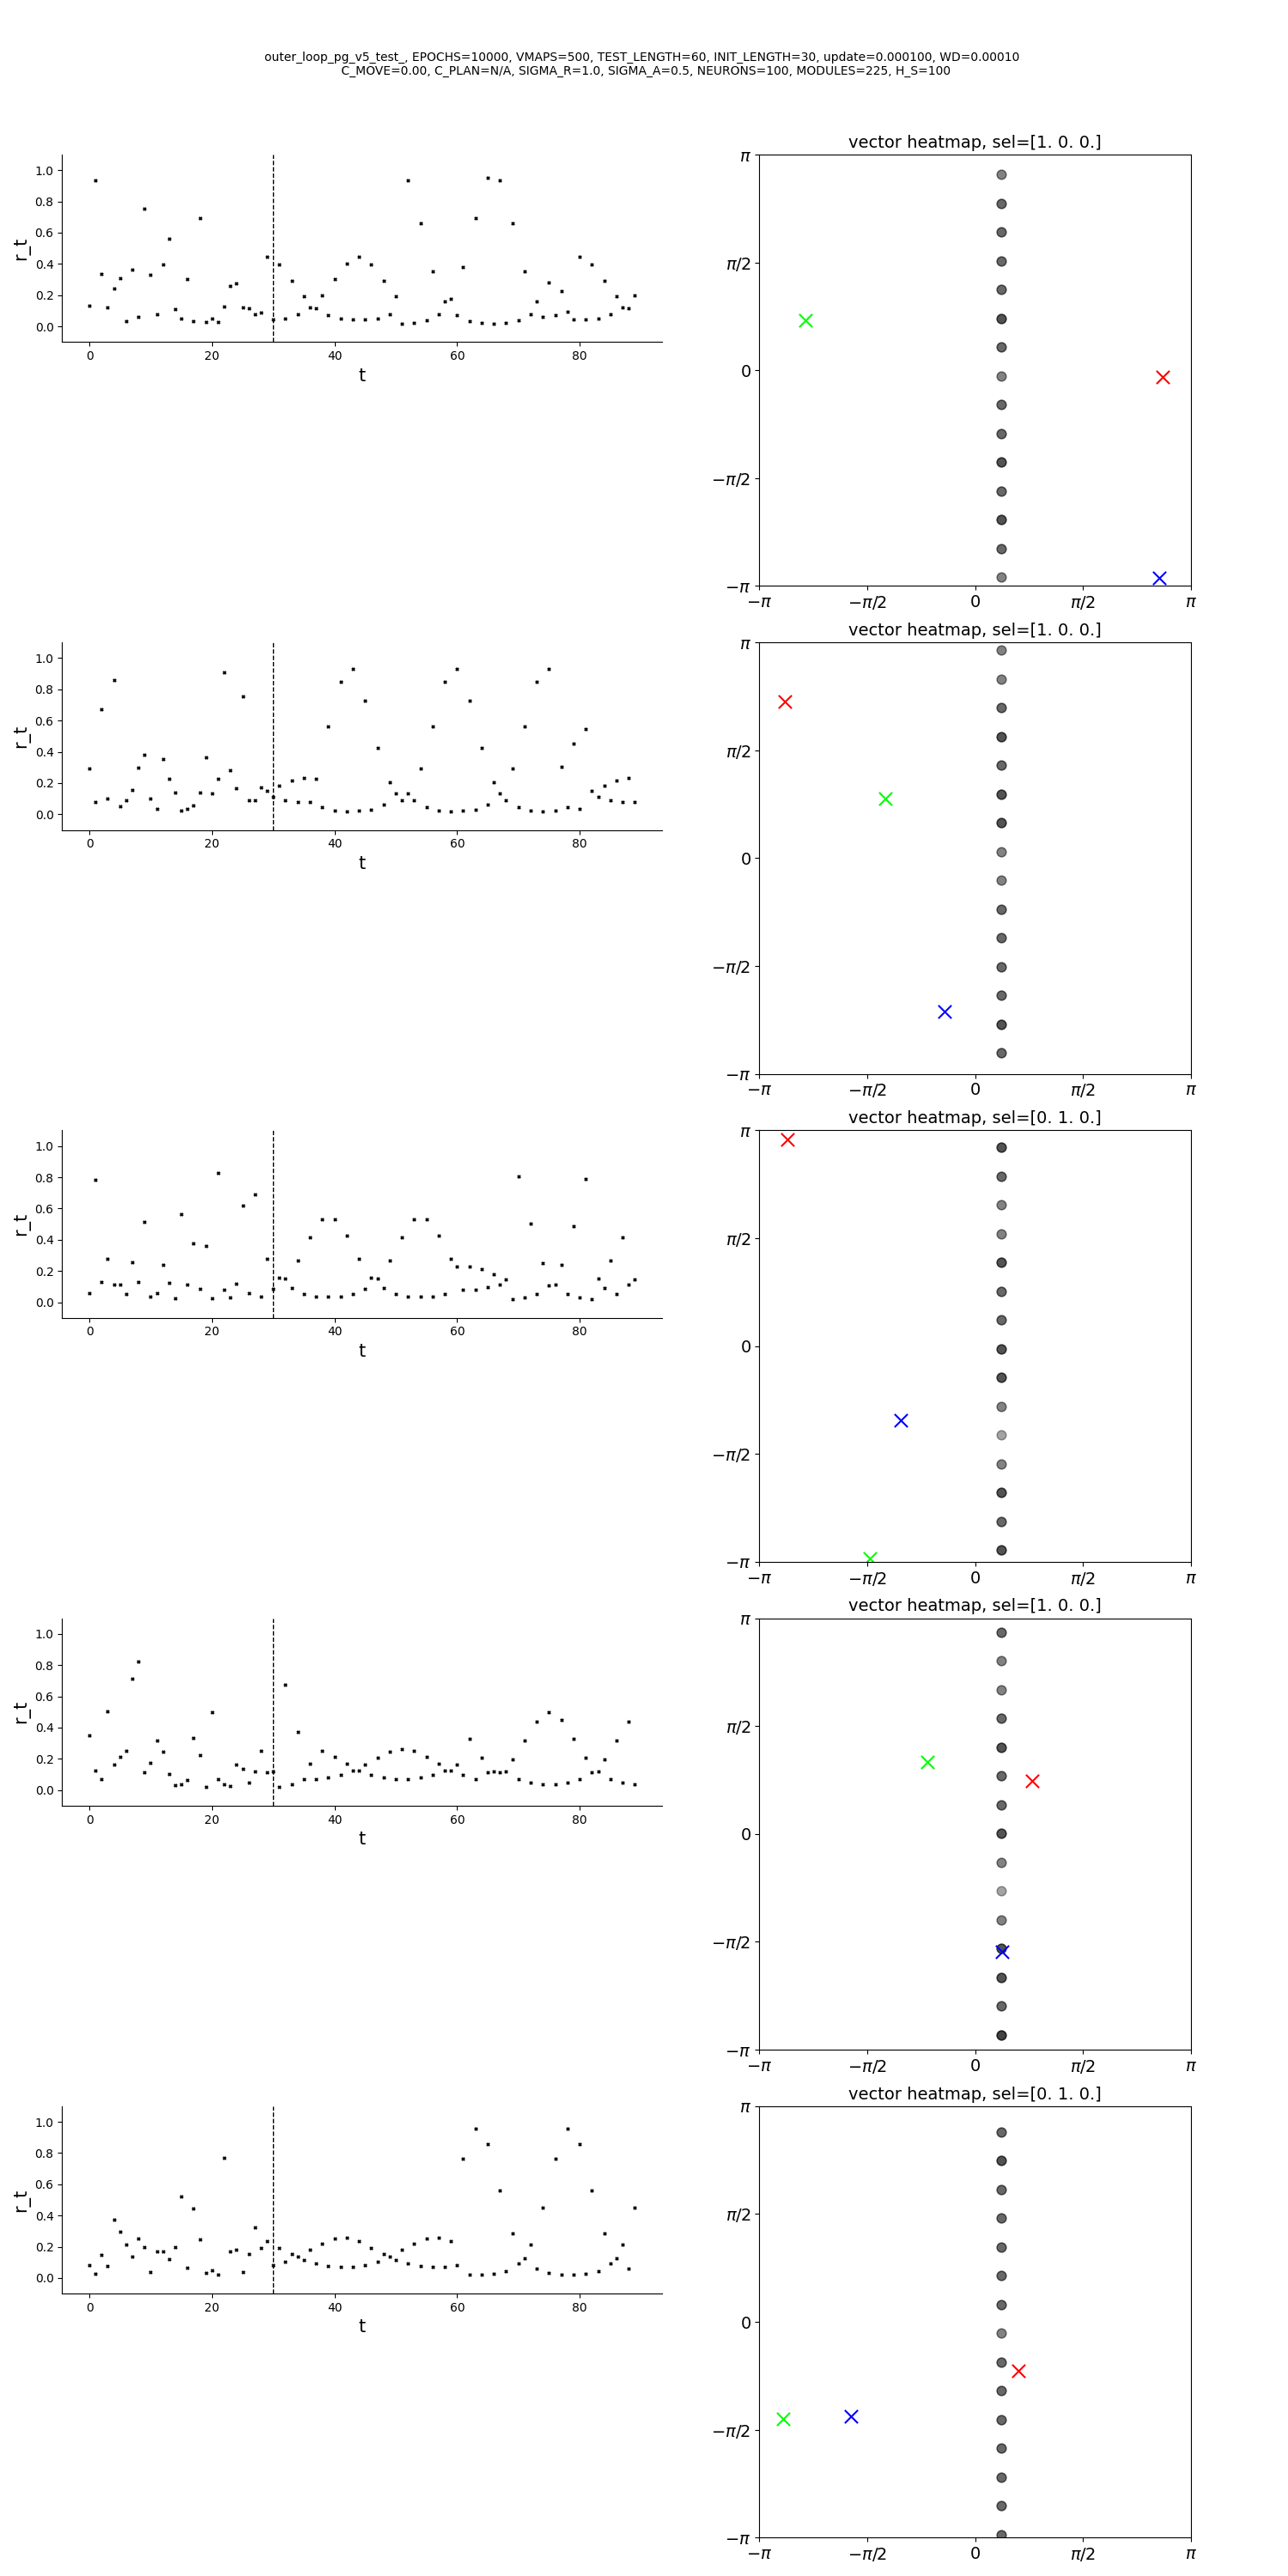 outer_loop_pg_v5_test_, EPOCHS=10000, VMAPS=500, TEST_LENGTH=60, INIT_LENGTH=30, update=0.000100, WD=0.00010
C_MOVE=0.00, C_PLAN=N/A, SIGMA_R=1.0, SIGMA_A=0.5, NEURONS=100, MODULES=225, H_S=100
1.0
0.8
0.6
0.4
0.2
0.0
r_t
0 20 40 60 80
t
vector heatmap, sel=[1. 0. 0.]
π
π/2
0
−π/2
−π
−π −π/2 0 π/2 π
1.0
0.8
0.6
0.4
0.2
0.0
r_t
0 20 40 60 80
t
vector heatmap, sel=[1. 0. 0.]
π
π/2
0
−π/2
−π
−π −π/2 0 π/2 π
1.0
0.8
0.6
0.4
0.2
0.0
r_t
0 20 40 60 80
t
vector heatmap, sel=[0. 1. 0.]
π
π/2
0
−π/2
−π
−π −π/2 0 π/2 π
1.0
0.8
0.6
0.4
0.2
0.0
r_t
0 20 40 60 80
t
vector heatmap, sel=[1. 0. 0.]
π
π/2
0
−π/2
−π
−π −π/2 0 π/2 π
1.0
0.8
0.6
0.4
0.2
0.0
r_t
0 20 40 60 80
t
vector heatmap, sel=[0. 1. 0.]
π
π/2
0
−π/2
−π
−π −π/2 0 π/2 π